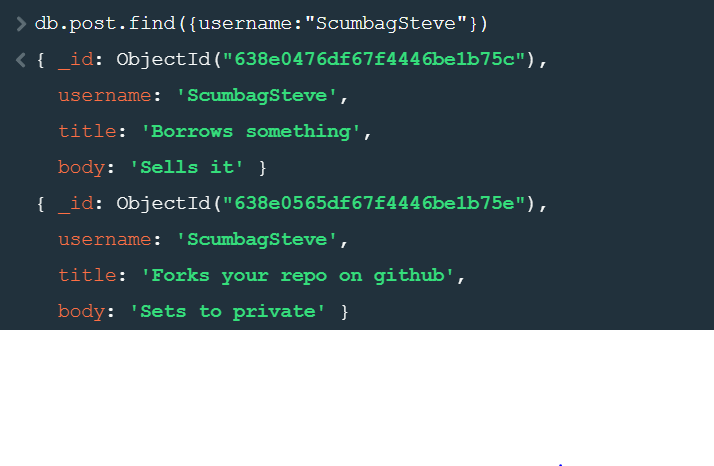 > db.post.find({username:"ScumbagSteve"})
< { _id: ObjectId("638e0476df67f4446be1b75c"),
username: 'ScumbagSteve',
title: 'Borrows something',
body: 'Sells it' }
{ _id: ObjectId("638e0565df67f4446be1b75e"),
username: 'ScumbagSteve',
title: 'Forks your repo on github',
body: 'Sets to private' }